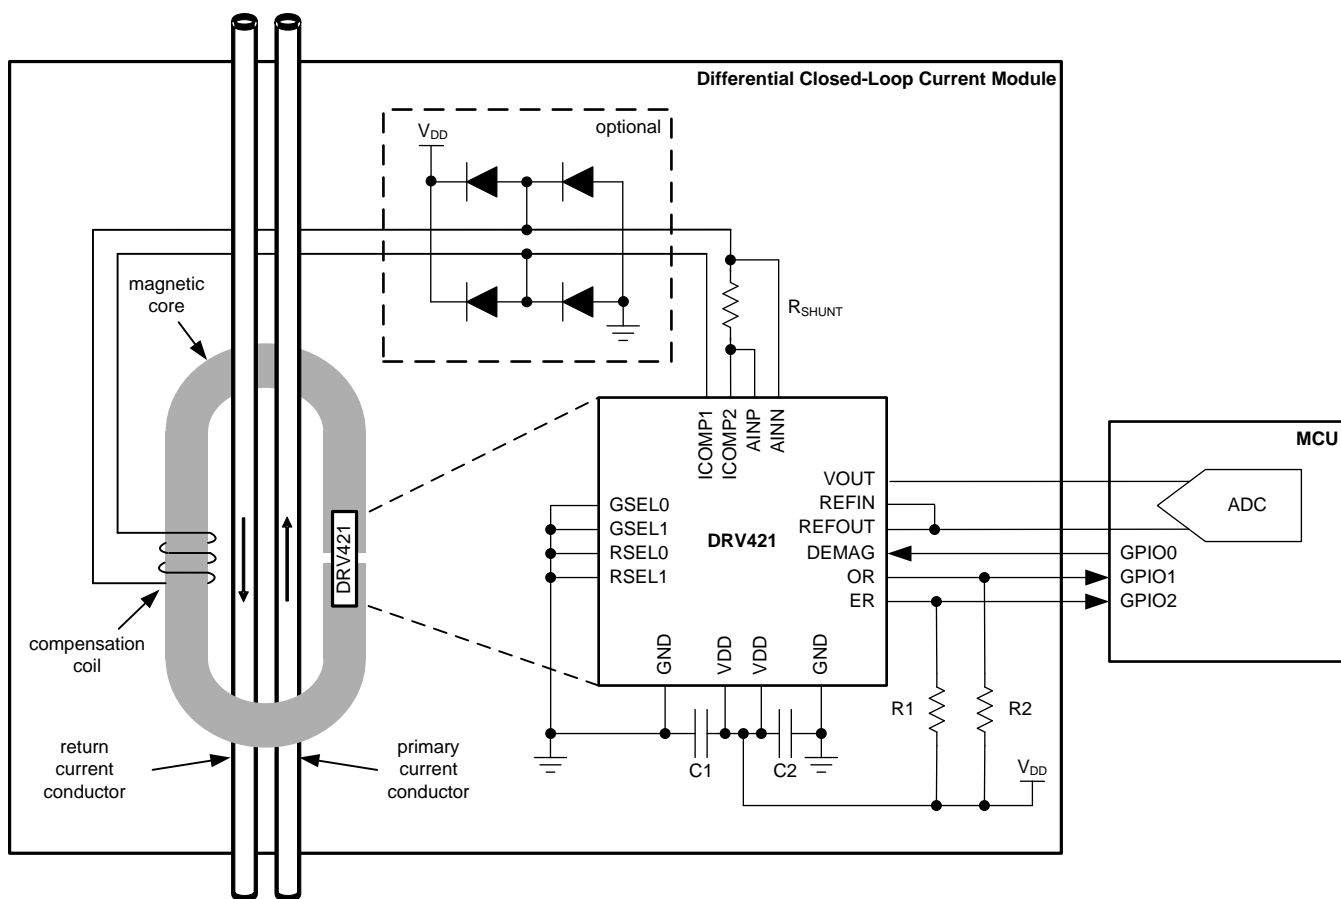 Differential Closed-Loop Current Module
optional
VDD
magnetic
core
RSHUNT
ICOMP1
ICOMP2
AINP
AINN
MCU
VOUT
REFIN
REFOUT
DEMAG
OR
ER
ADC
GPIO0
GPIO1
GPIO2
GSEL0
GSEL1
RSEL0
RSEL1
DRV421
DRV421
compensation
coil
GND
VDD
VDD
GND
R1
R2
C1
C2
VDD
return
current
conductor
primary
current
conductor